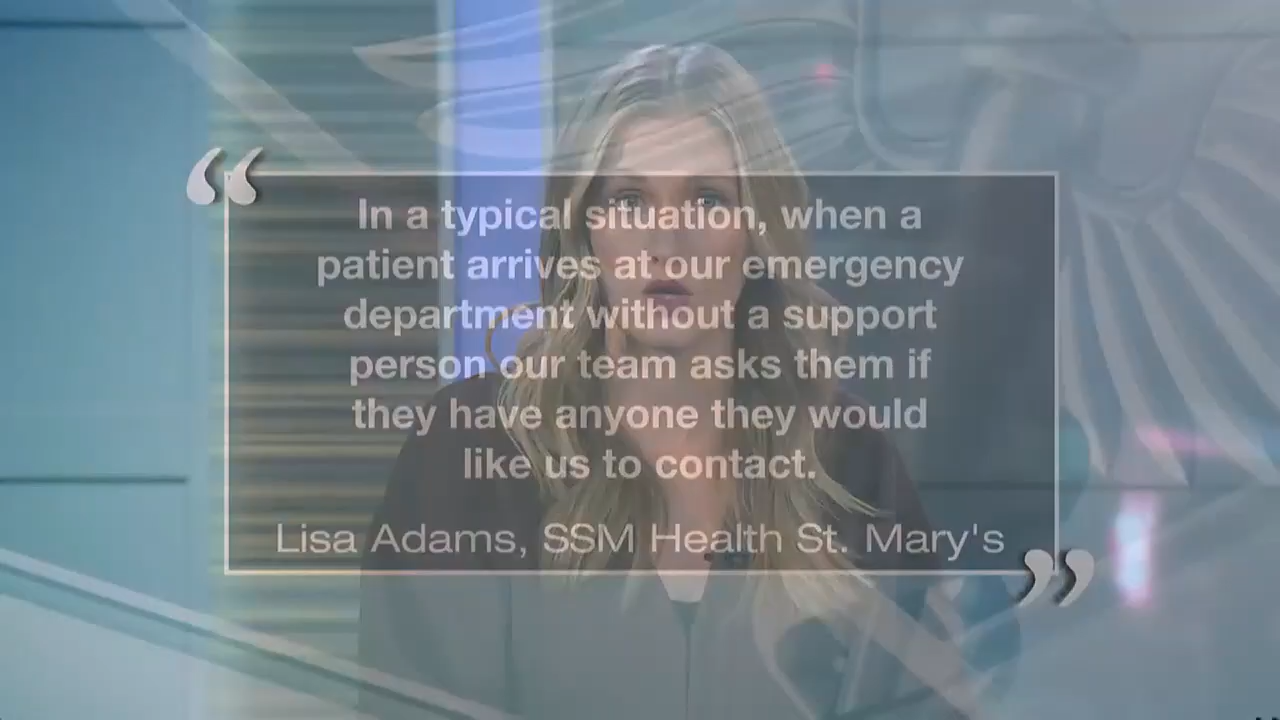 “
In a typical situation, when a
patient arrives at our emergency
department without a support
person our team asks them if
they have anyone they would
like us to contact.
Lisa Adams, SSM Health St. Mary's
”